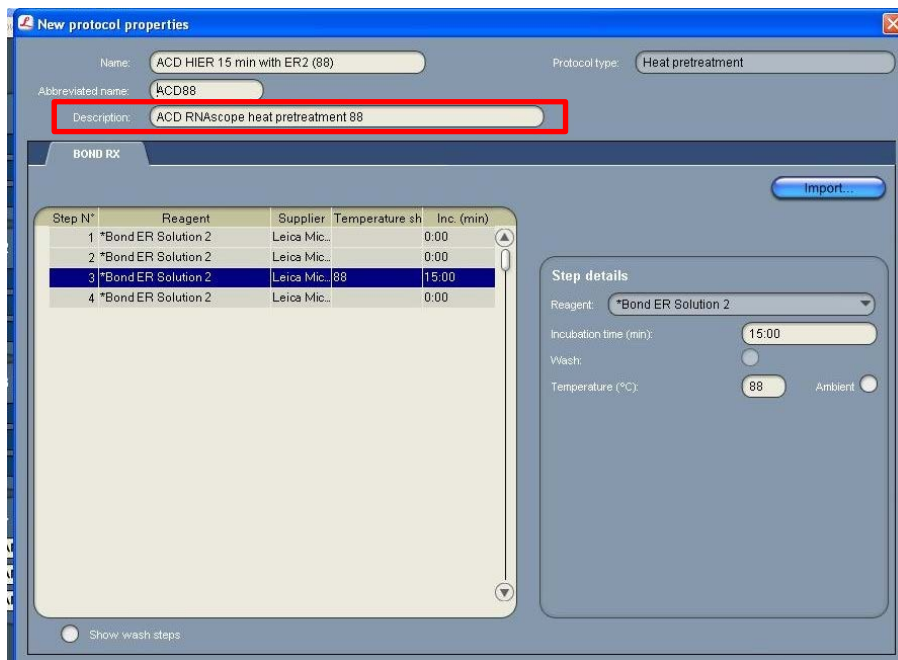 New protocol properties
Name: ACD HIER 15 min with ER2 (88) Protocol type: Heat pretreatment
Abbreviated name: ACD88
Description: ACD RNAscope heat pretreatment 88
BOND RX
Import...
Step N° Reagent Supplier Temperature sh Inc. (min)
1 *Bond ER Solution 2 Leica Mic... 0:00
2 *Bond ER Solution 2 Leica Mic... 0:00
3 *Bond ER Solution 2 Leica Mic... 88 15:00
4 *Bond ER Solution 2 Leica Mic... 0:00
Step details
Reagent: *Bond ER Solution 2
Incubation time (min): 15:00
Wash:
Temperature (°C): 88 Ambient
Show wash steps